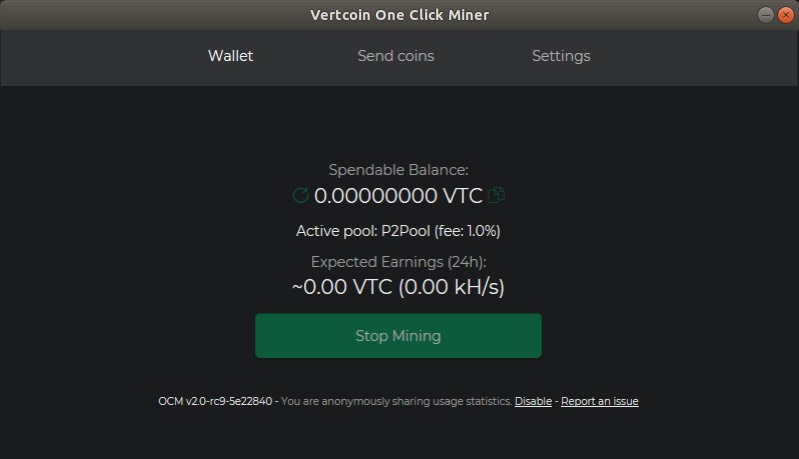 Vertcoin One Click Miner
Wallet Send coins Settings
Spendable Balance:
0.00000000 VTC
Active pool: P2Pool (fee: 1.0%)
Expected Earnings (24h):
~0.00 VTC (0.00 kH/s)
Stop Mining
OCM v2.0-rc9-5e22840 - You are anonymously sharing usage statistics. Disable - Report an issue